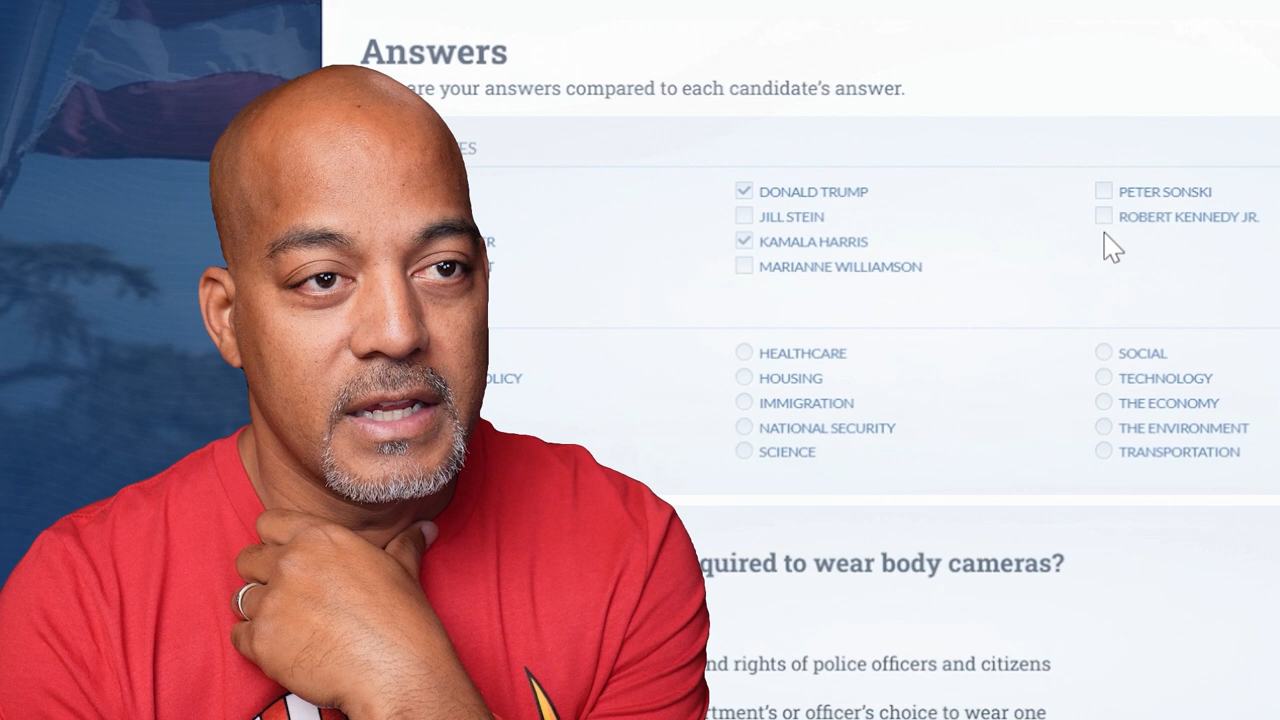 Answers
are your answers compared to each candidate's answer.
ES
DONALD TRUMP
PETER SONSKI
JILL STEIN
ROBERT KENNEDY JR.
R
KAMALA HARRIS
T
MARIANNE WILLIAMSON
HEALTHCARE
SOCIAL
OLICY
HOUSING
TECHNOLOGY
IMMIGRATION
THE ECONOMY
NATIONAL SECURITY
THE ENVIRONMENT
SCIENCE
TRANSPORTATION
quired to wear body cameras?
nd rights of police officers and citizens
rtment's or officer's choice to wear one